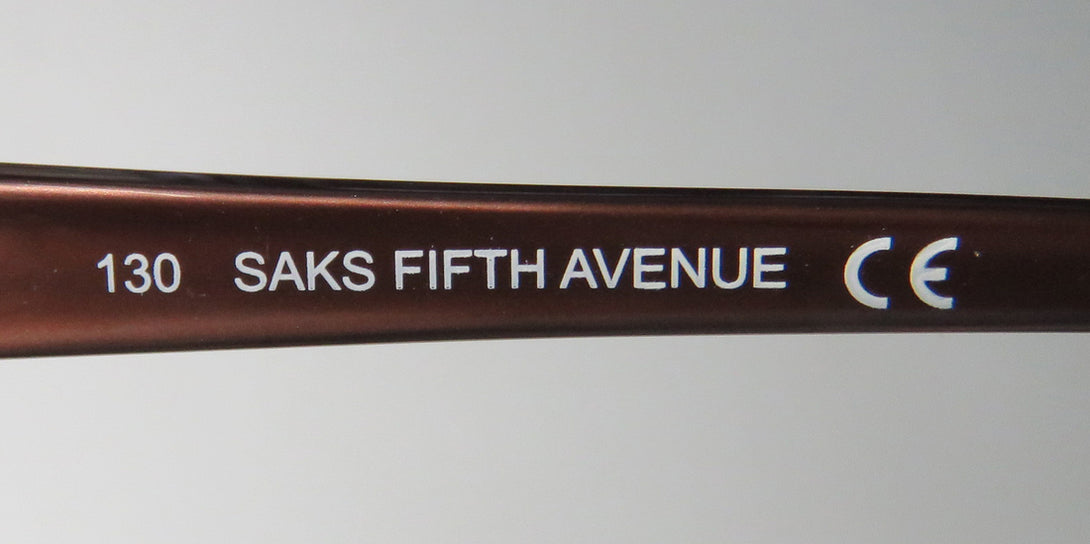 130 SAKS FIFTH AVENUE CE